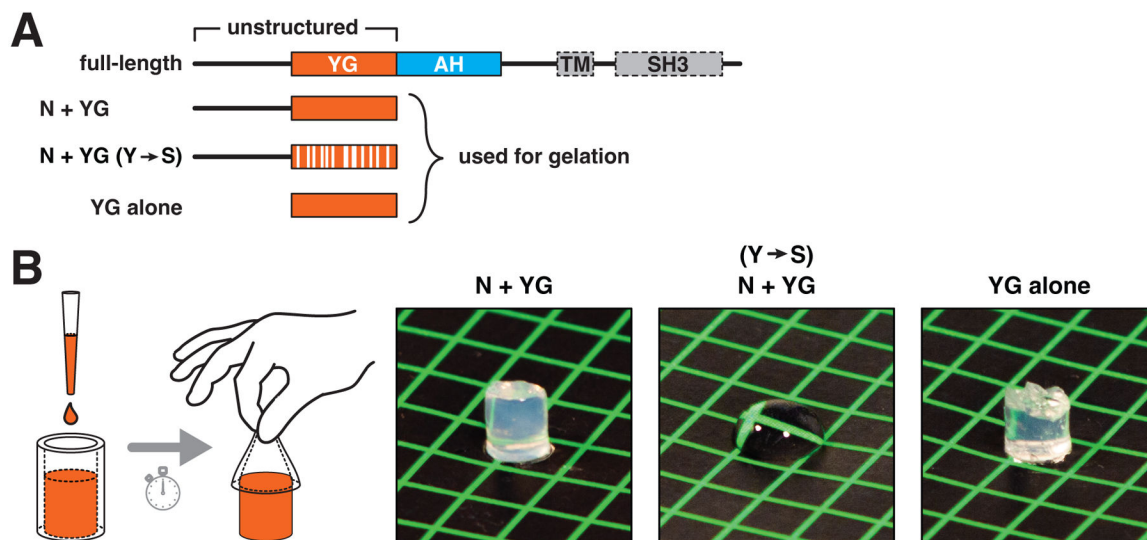 A
unstructured
full-length
YG
AH
TM
SH3
N + YG
N + YG (Y→S)
used for gelation
YG alone
B
N + YG
(Y→S)
N + YG
YG alone